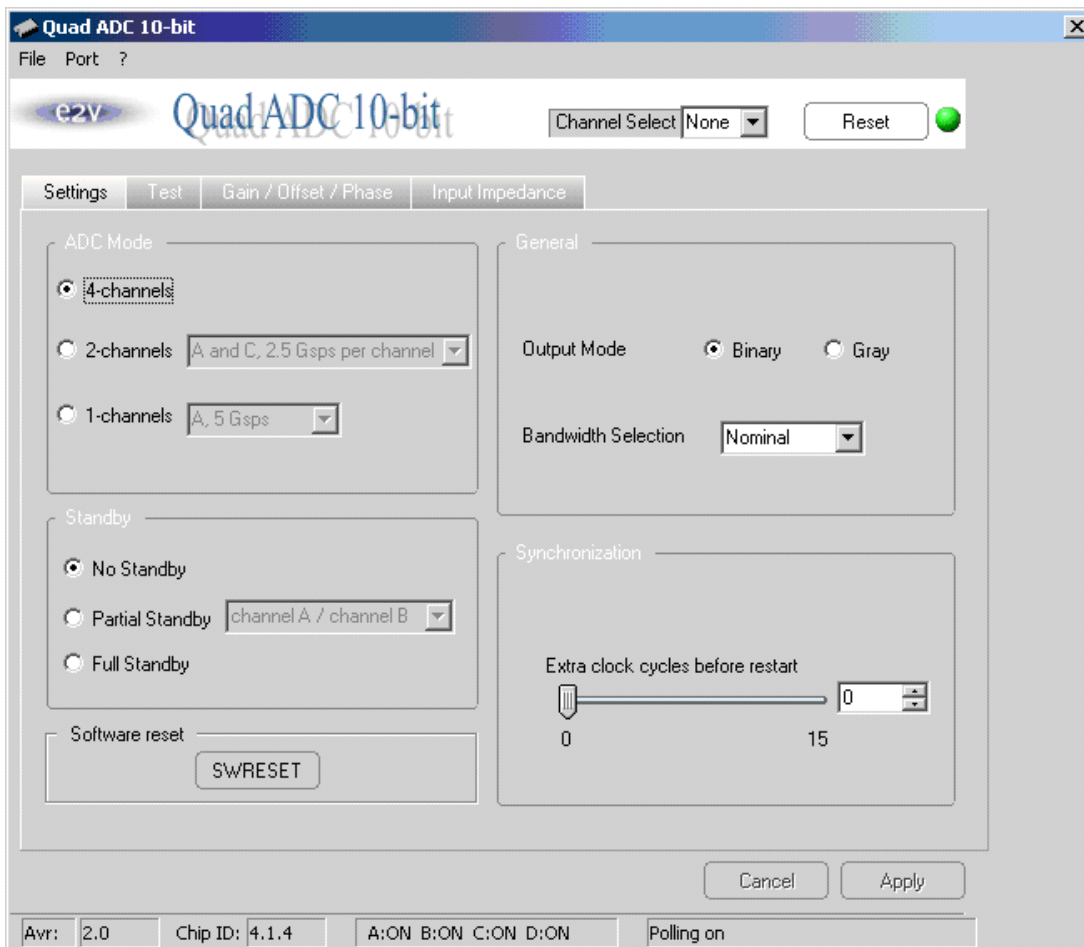 Quad ADC 10-bit
File Port ?
e2v Quad ADC 10-bit Channel Select None Reset
Settings Test Gain / Offset / Phase Input Impedance
ADC Mode
4-channels
2-channels A and C, 2.5 Gsps per channel
1-channels A, 5 Gsps
General
Output Mode Binary Gray
Bandwidth Selection Nominal
Standby
No Standby
Partial Standby channel A / channel B
Full Standby
Synchronization
Extra clock cycles before restart
0
0 15
Software reset
SWRESET
Cancel Apply
Avr: 2.0 Chip ID: 4.1.4 A:ON B:ON C:ON D:ON Polling on